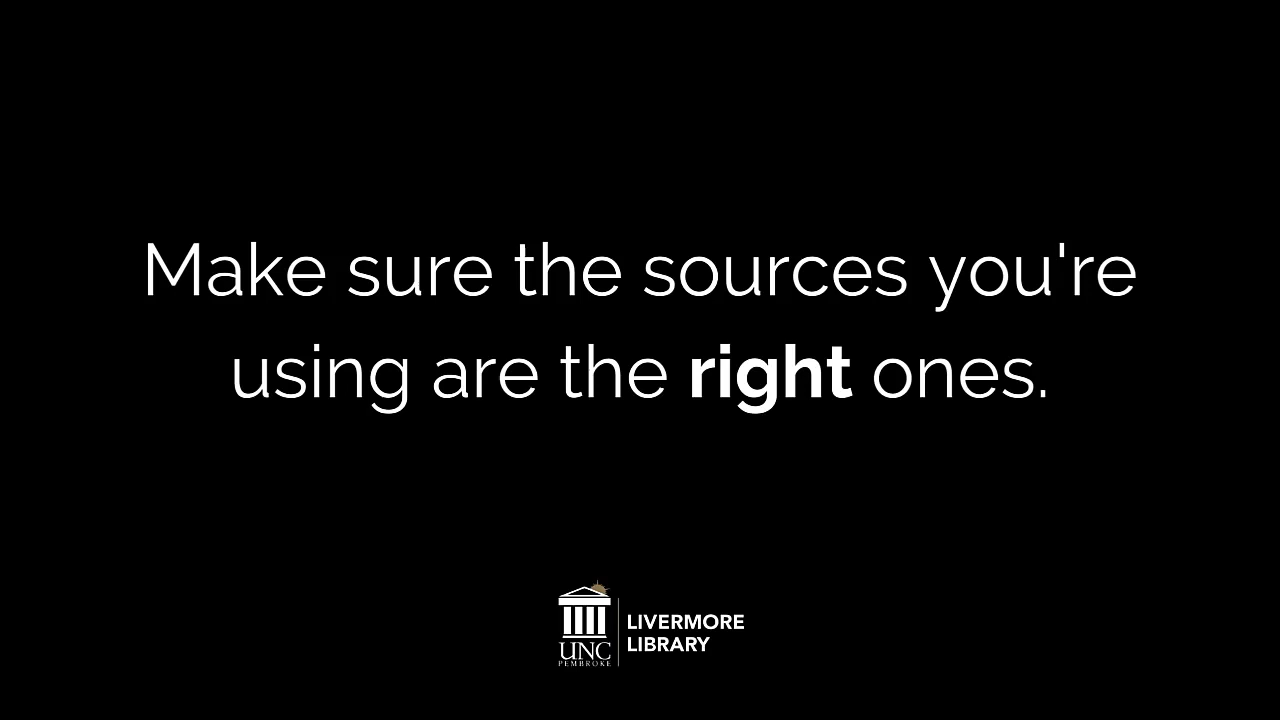 Make sure the sources you're
using are the right ones.
LIVERMORE
LIBRARY
UNC
PEMBROKE